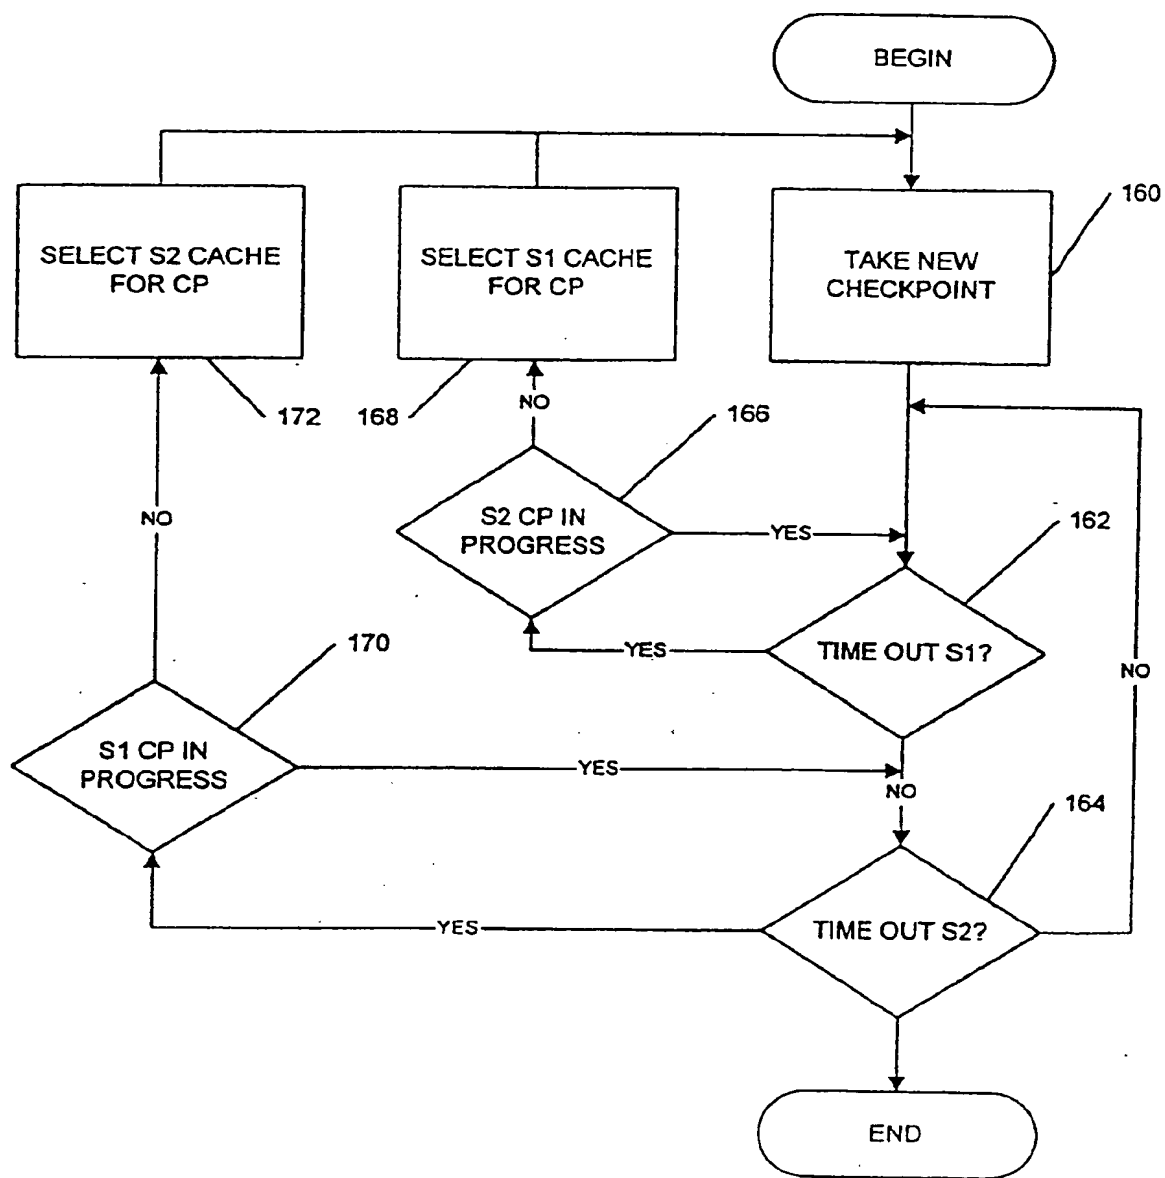 BEGIN
160
SELECT S2 CACHE
FOR CP
SELECT S1 CACHE
FOR CP
TAKE NEW
CHECKPOINT
172
168
NO
166
S2 CP IN
PROGRESS
YES
162
NO
YES
TIME OUT S1?
170
NO
S1 CP IN
PROGRESS
YES
NO
164
YES
TIME OUT S2?
END